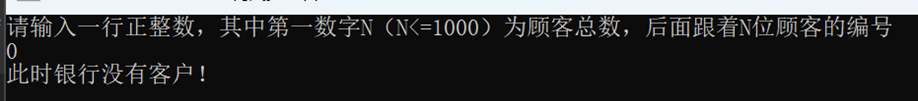 请输入一行正整数，其中第一数字N（N<=1000）为顾客总数，后面跟着N位顾客的编号
0
此时银行没有客户！